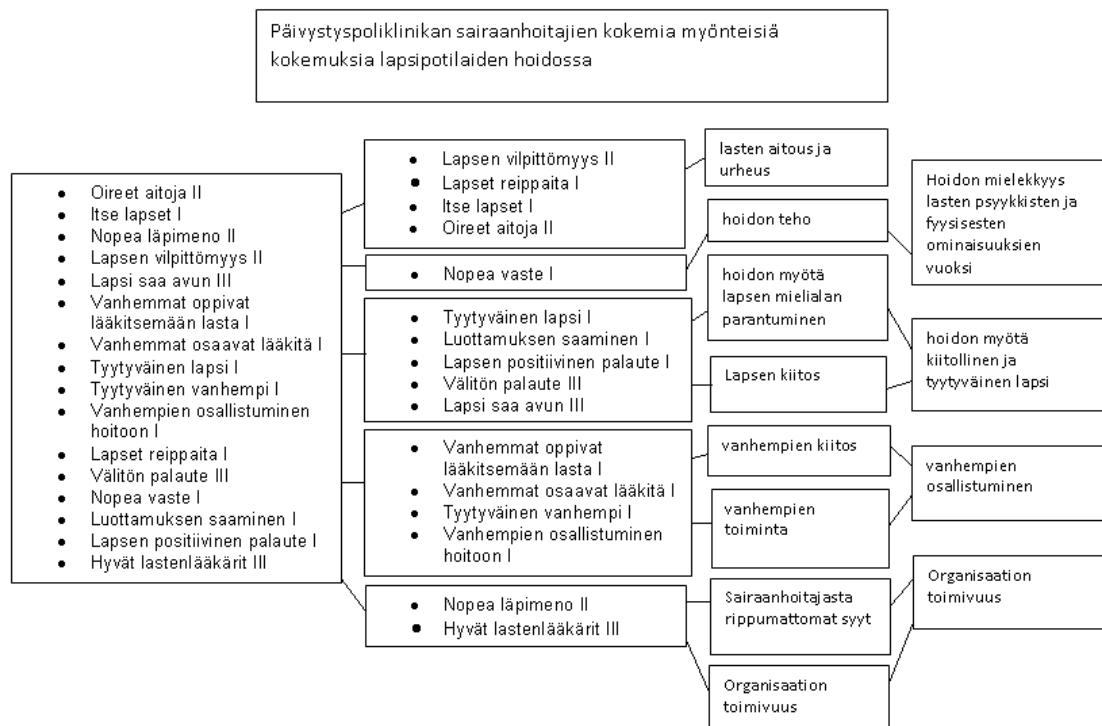 Päivystyspoliklinikan sairaanhoitajien kokemia myönteisiä
kokemuksia lapsipotilaiden hoidossa
• Oireet aitoja II
• Itse lapset I
• Nopea läpimeno II
• Lapsen vilpittömyys II
• Lapsi saa avun III
• Vanhemmat oppivat
lääkitsemään lasta I
• Vanhemmat osaavat lääkitä I
• Tyytyväinen lapsi I
• Tyytyväinen vanhempi I
• Vanhempien osallistuminen
hoitoon I
• Lapset reippaita I
• Välitön palaute III
• Nopea vaste I
• Luottamuksen saaminen I
• Lapsen positiivinen palaute I
• Hyvät lastenlääkärit III
• Lapsen vilpittömyys II
• Lapset reippaita I
• Itse lapset I
• Oireet aitoja II
• Nopea vaste I
• Tyytyväinen lapsi I
• Luottamuksen saaminen I
• Lapsen positiivinen palaute I
• Välitön palaute III
• Lapsi saa avun III
• Vanhemmat oppivat
lääkitsemään lasta I
• Vanhemmat osaavat lääkitä I
• Tyytyväinen vanhempi I
• Vanhempien osallistuminen
hoitoon I
• Nopea läpimeno II
• Hyvät lastenlääkärit III
lasten aitous ja
urheus
hoidon teho
hoidon myötä
lapsen mielialan
parantuminen
Lapsen kiitos
vanhempien kiitos
vanhempien
toiminta
Sairaanhoitajasta
rippumattomat syyt
Organisaation
toimivuus
Hoidon mielekkyys
lasten psyykkisten ja
fyysisesten
ominaisuuksien
vuoksi
hoidon myötä
kiitollinen ja
tyytyväinen lapsi
vanhempien
osallistuminen
Organisaation
toimivuus